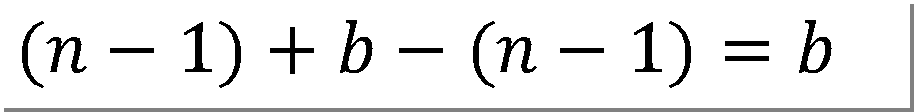 (n − 1) + b − (n − 1) = b